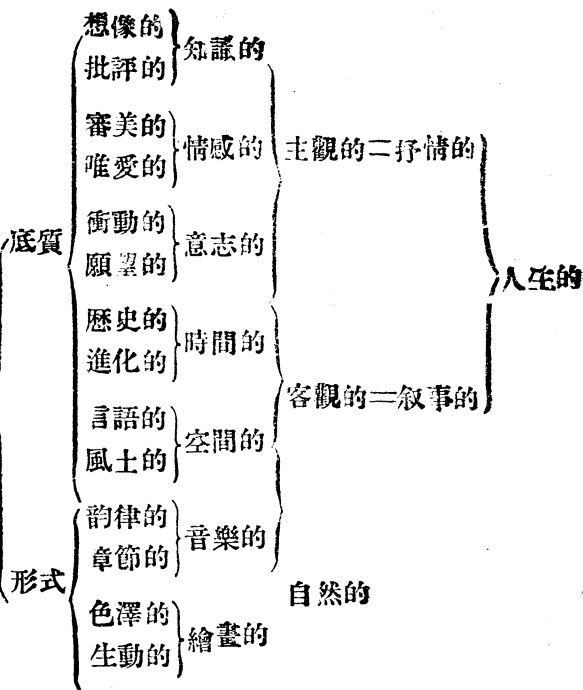 想像的
批評的
知識的
審美的
唯愛的
情感的
主觀的＝抒情的
衝動的
願望的
意志的
底質
人生的
歷史的
進化的
時間的
客觀的＝叙事的
言語的
風土的
空間的
韵律的
章節的
音樂的
形式
自然的
色澤的
生動的
繪畫的